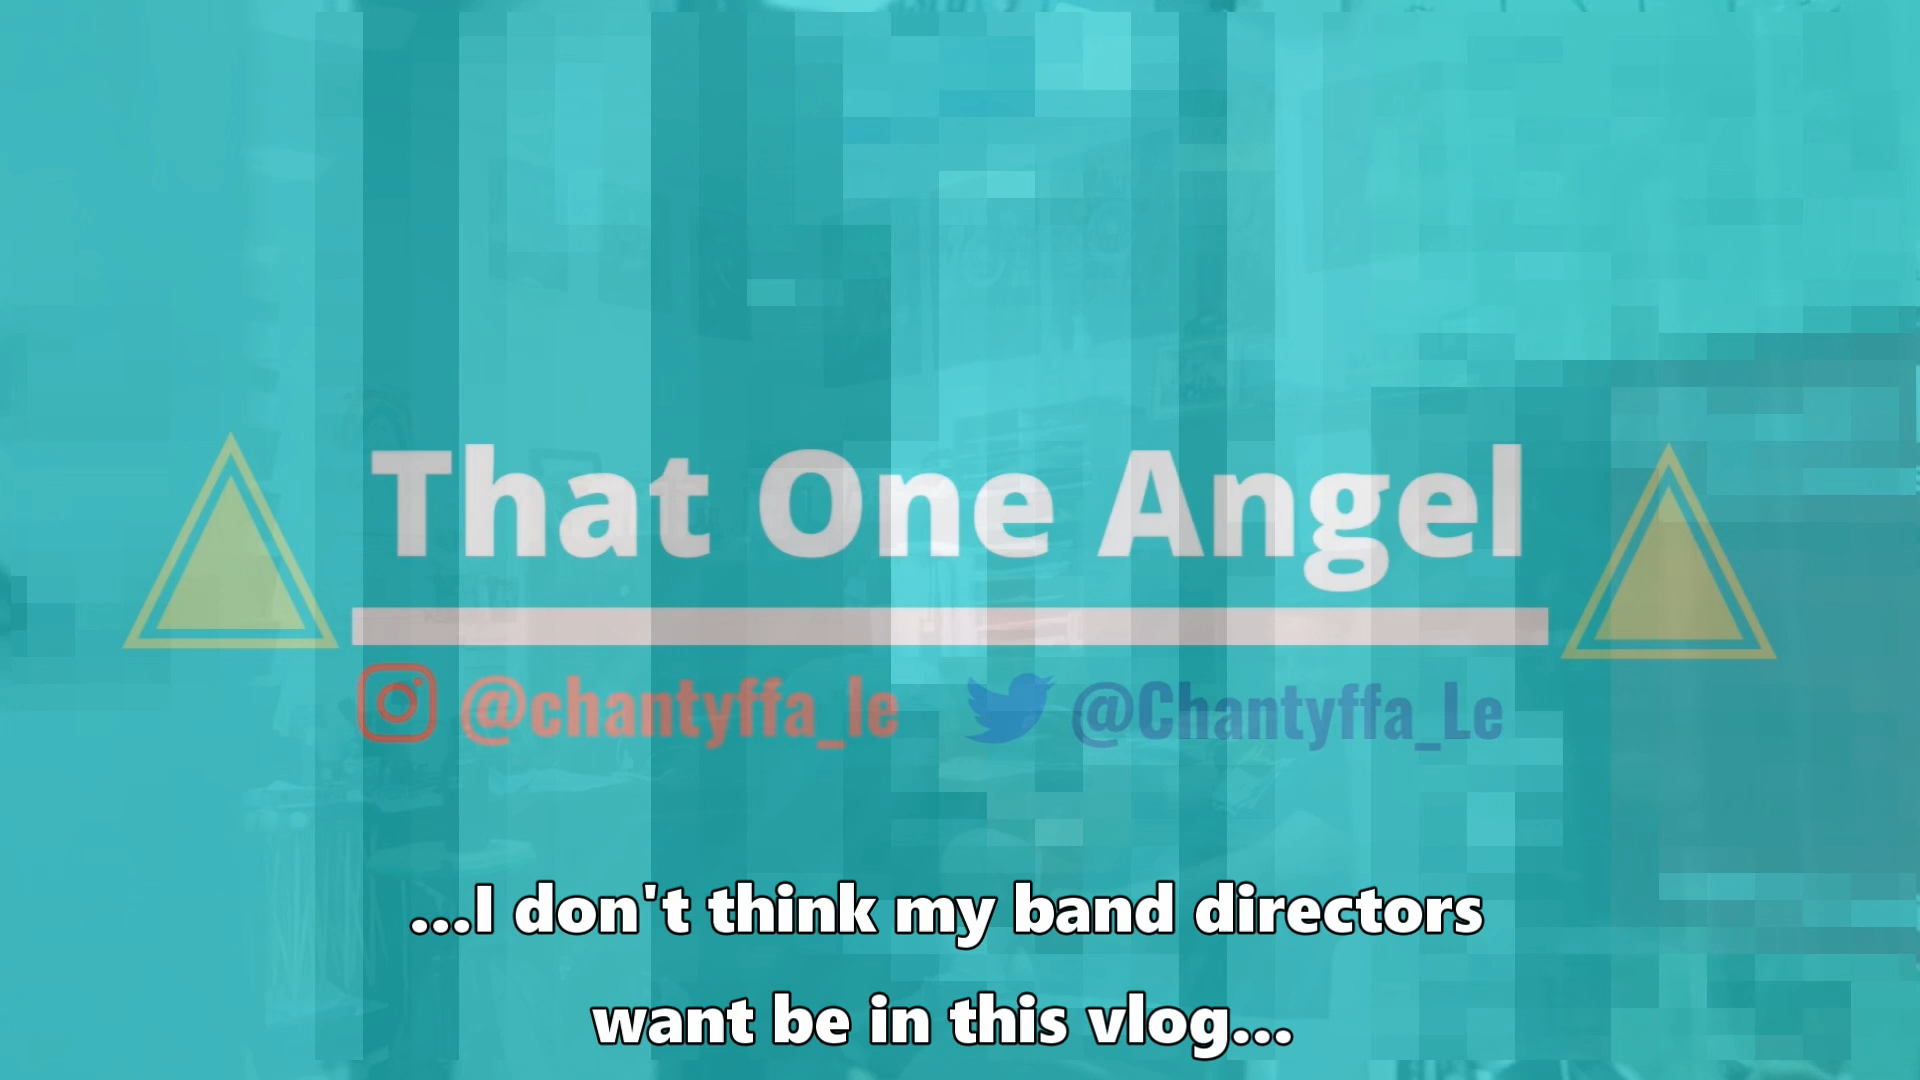 That One Angel
@chantyffa_le @Chantyffa_Le
...I don't think my band directors
want be in this vlog...